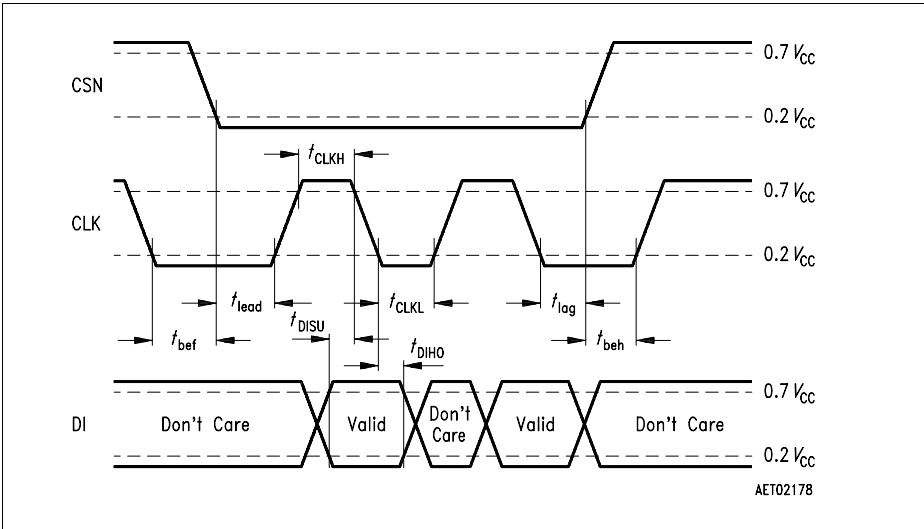 0.7 VCC
CSN
0.2 VCC
tCLKH
0.7 VCC
CLK
0.2 VCC
tlead
tCLKL
tlag
tDISU
tbef
tbeh
tDIHO
0.7 VCC
DI
Don't Care
Valid
Don't
Care
Valid
Don't Care
0.2 VCC
AET02178